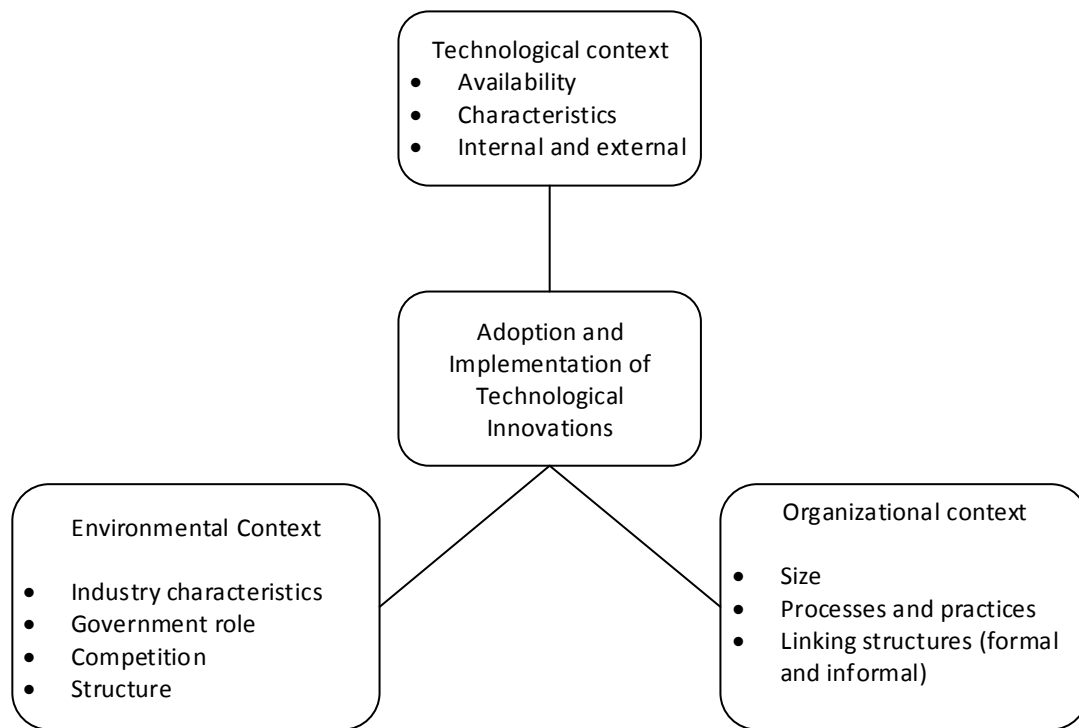 Technological context
• Availability
• Characteristics
• Internal and external
Adoption and
Implementation of
Technological
Innovations
Environmental Context
• Industry characteristics
• Government role
• Competition
• Structure
Organizational context
• Size
• Processes and practices
• Linking structures (formal
and informal)